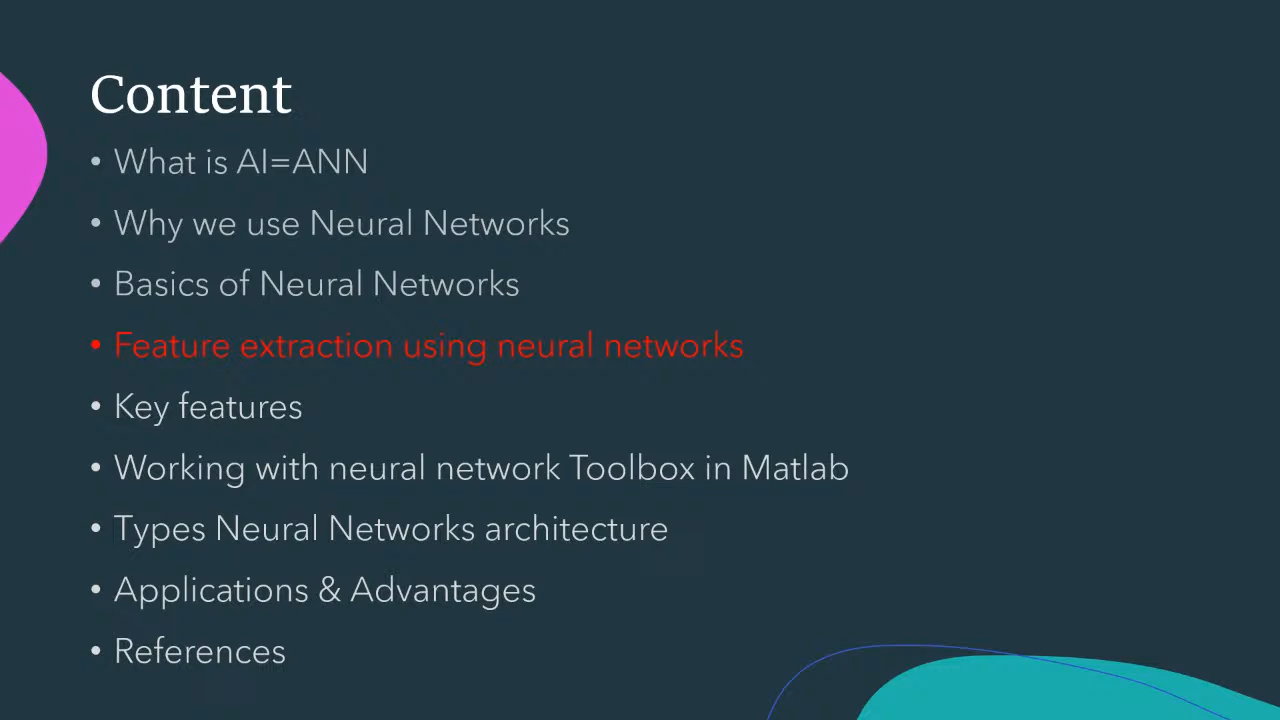 Content
• What is AI=ANN
• Why we use Neural Networks
• Basics of Neural Networks
• Feature extraction using neural networks
• Key features
• Working with neural network Toolbox in Matlab
• Types Neural Networks architecture
• Applications & Advantages
• References